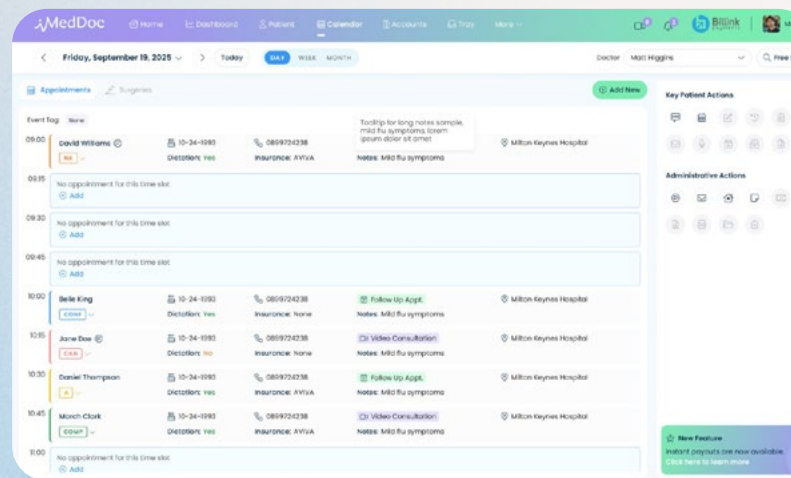 MedDoc Home Dashboard Patient Calendar Accounts Tray More Billink
Friday, September 19, 2025 Today DAY WEEK MONTH Doctor Matt Higgins
Appointments Surgeries Add New
Key Patient Actions
Event Tag: None
Tooltip for long notes sample,
mild flu symptoms, lorem
ipsum dolor sit amet
09:00 David Williams 10-24-1993 0899724238 Milton Keynes Hospital
NA Dictation: Yes Insurance: AVIVA Notes: Mild flu symptoms
Administrative Actions
09:15 No appointment for this time slot
Add
09:30 No appointment for this time slot
Add
09:45 No appointment for this time slot
Add
10:00 Belle King 10-24-1993 0899724238 Follow Up Appt. Milton Keynes Hospital
CONF Dictation: Yes Insurance: None Notes: Mild flu symptoms
10:15 Jane Doe 10-24-1993 0899724238 Video Consultation Milton Keynes Hospital
CXN Dictation: No Insurance: None Notes: Mild flu symptoms
10:30 Daniel Thompson 10-24-1993 0899724238 Follow Up Appt. Milton Keynes Hospital
A Dictation: Yes Insurance: AVIVA Notes: Mild flu symptoms
10:45 March Clark 10-24-1993 0899724238 Video Consultation Milton Keynes Hospital
COMP Dictation: Yes Insurance: AVIVA Notes: Mild flu symptoms
11:00 No appointment for this time slot
Add
New Feature
Instant payouts are now available.
Click here to learn more